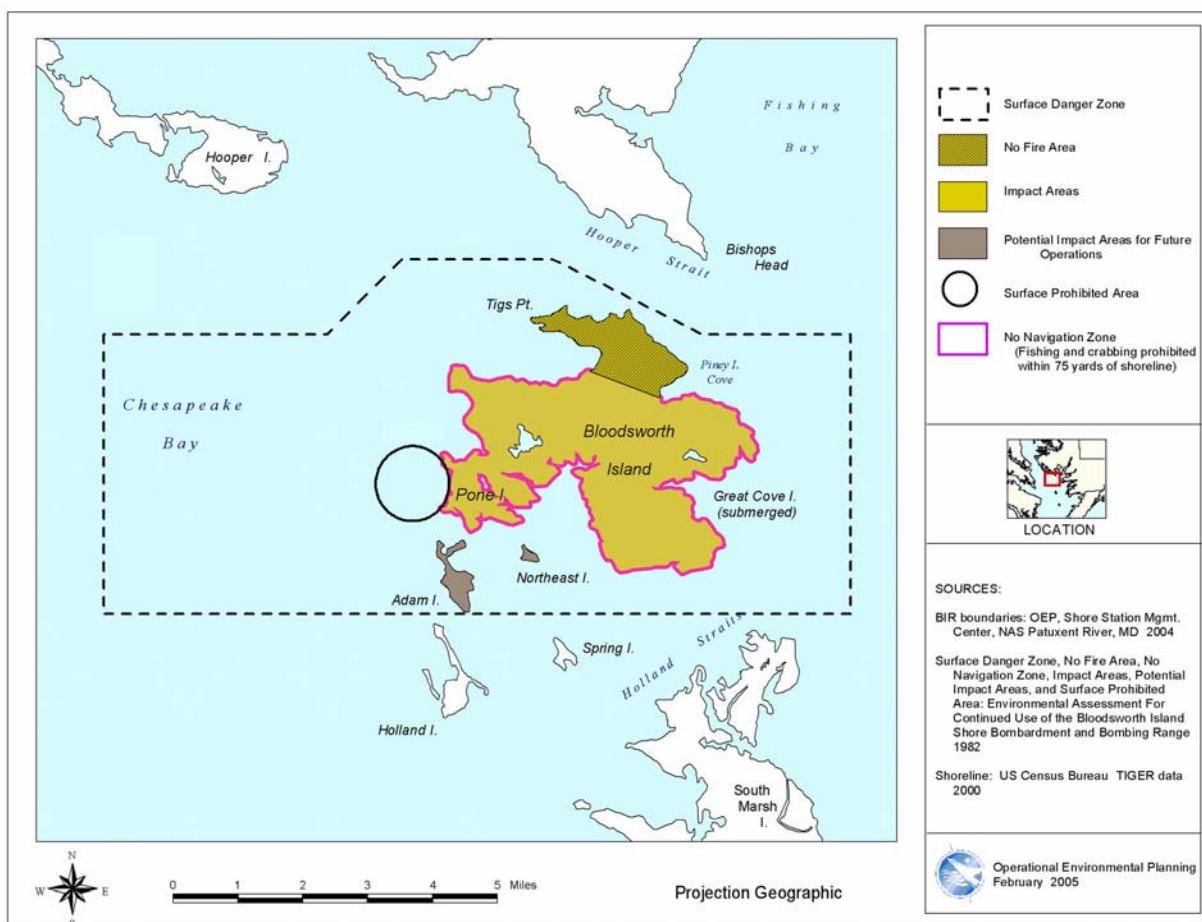 Fishing
Bay
Hooper I.
Hooper Strait
Bishops
Head
Tigs Pt.
Piney I.
Cove
Chesapeake
Bay
Bloodsworth
Island
Pone I.
Great Cove I.
(submerged)
Northeast I.
Adam I.
Spring I.
Holland Straits
Holland I.
South
Marsh
I.
N
W E
S
0 1 2 3 4 5 Miles
Projection Geographic
Surface Danger Zone
No Fire Area
Impact Areas
Potential Impact Areas for Future
Operations
Surface Prohibited Area
No Navigation Zone
(Fishing and crabbing prohibited
within 75 yards of shoreline)
LOCATION
SOURCES:
BIR boundaries: OEP, Shore Station Mgmt.
Center, NAS Patuxent River, MD 2004
Surface Danger Zone, No Fire Area, No
Navigation Zone, Impact Areas, Potential
Impact Areas, and Surface Prohibited
Area: Environmental Assessment For
Continued Use of the Bloodsworth Island
Shore Bombardment and Bombing Range
1982
Shoreline: US Census Bureau TIGER data
2000
Operational Environmental Planning
February 2005